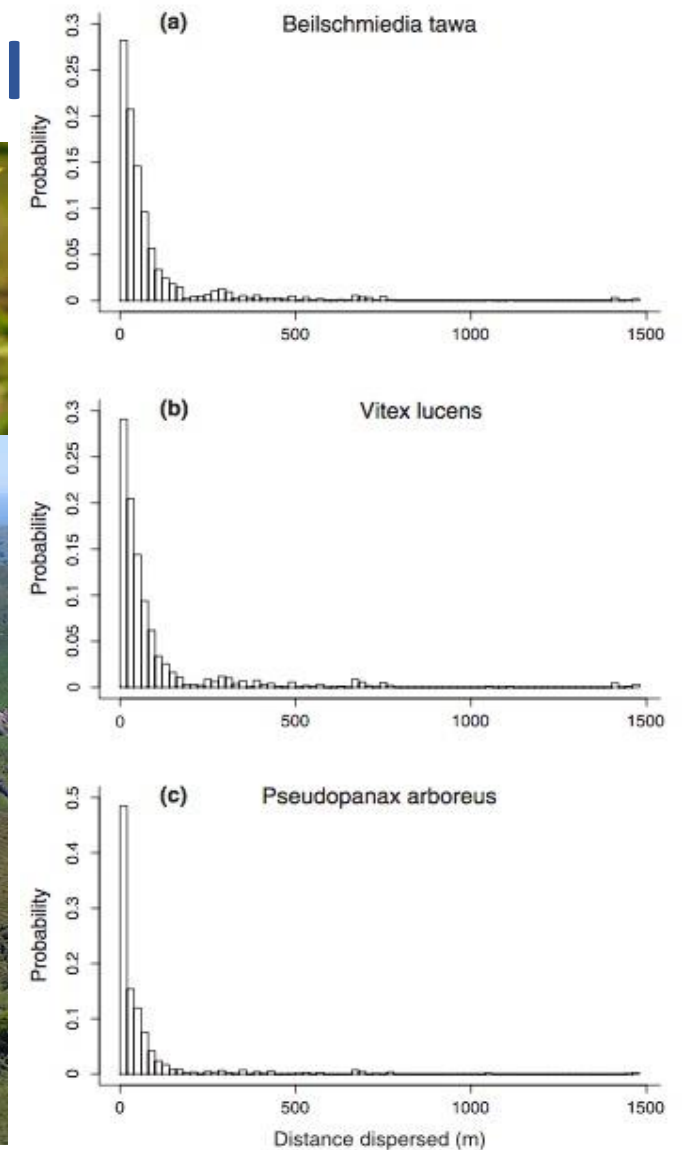 (a) Beilschmiedia tawa
Probability
0.3
0.25
0.2
0.15
0.1
0.05
0
0 500 1000 1500
(b) Vitex lucens
Probability
0.3
0.25
0.2
0.15
0.1
0.05
0
0 500 1000 1500
(c) Pseudopanax arboreus
Probability
0.5
0.4
0.3
0.2
0.1
0
0 500 1000 1500
Distance dispersed (m)